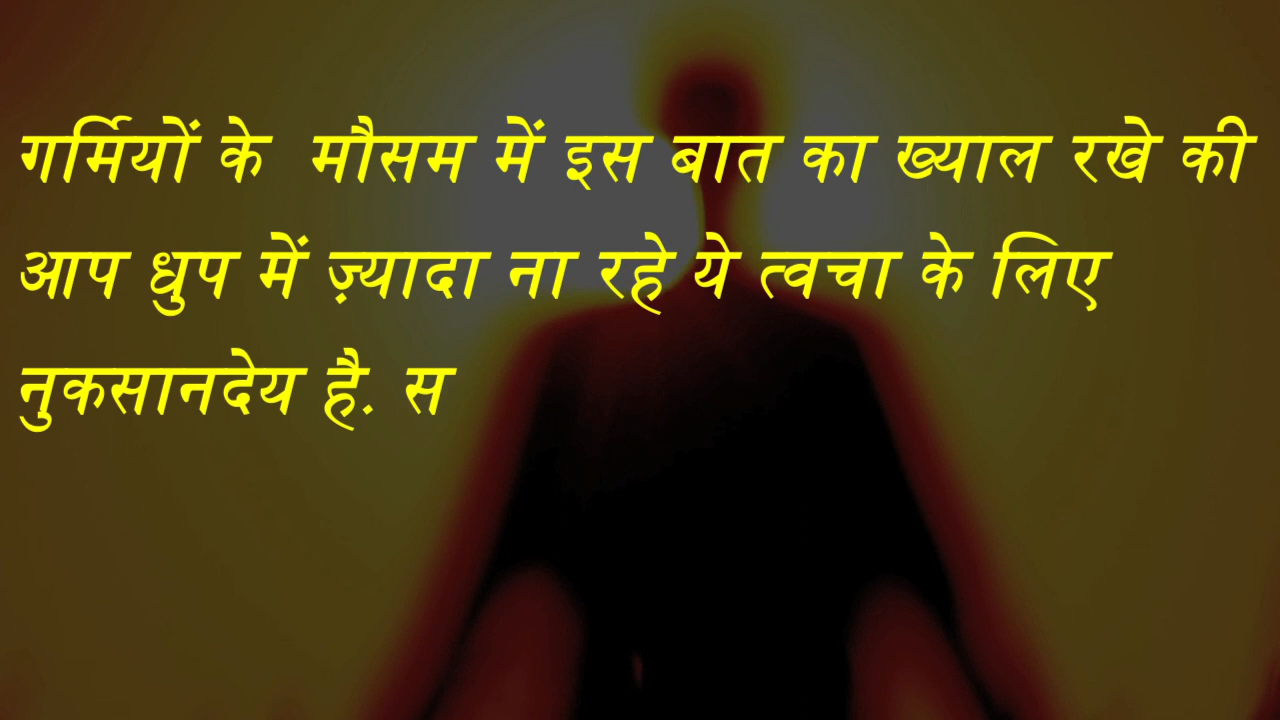 गर्मियों के  मौसम में इस बात का ख्याल रखे की
आप धुप में ज़्यादा ना रहे ये त्वचा के लिए
नुकसानदेय है. स